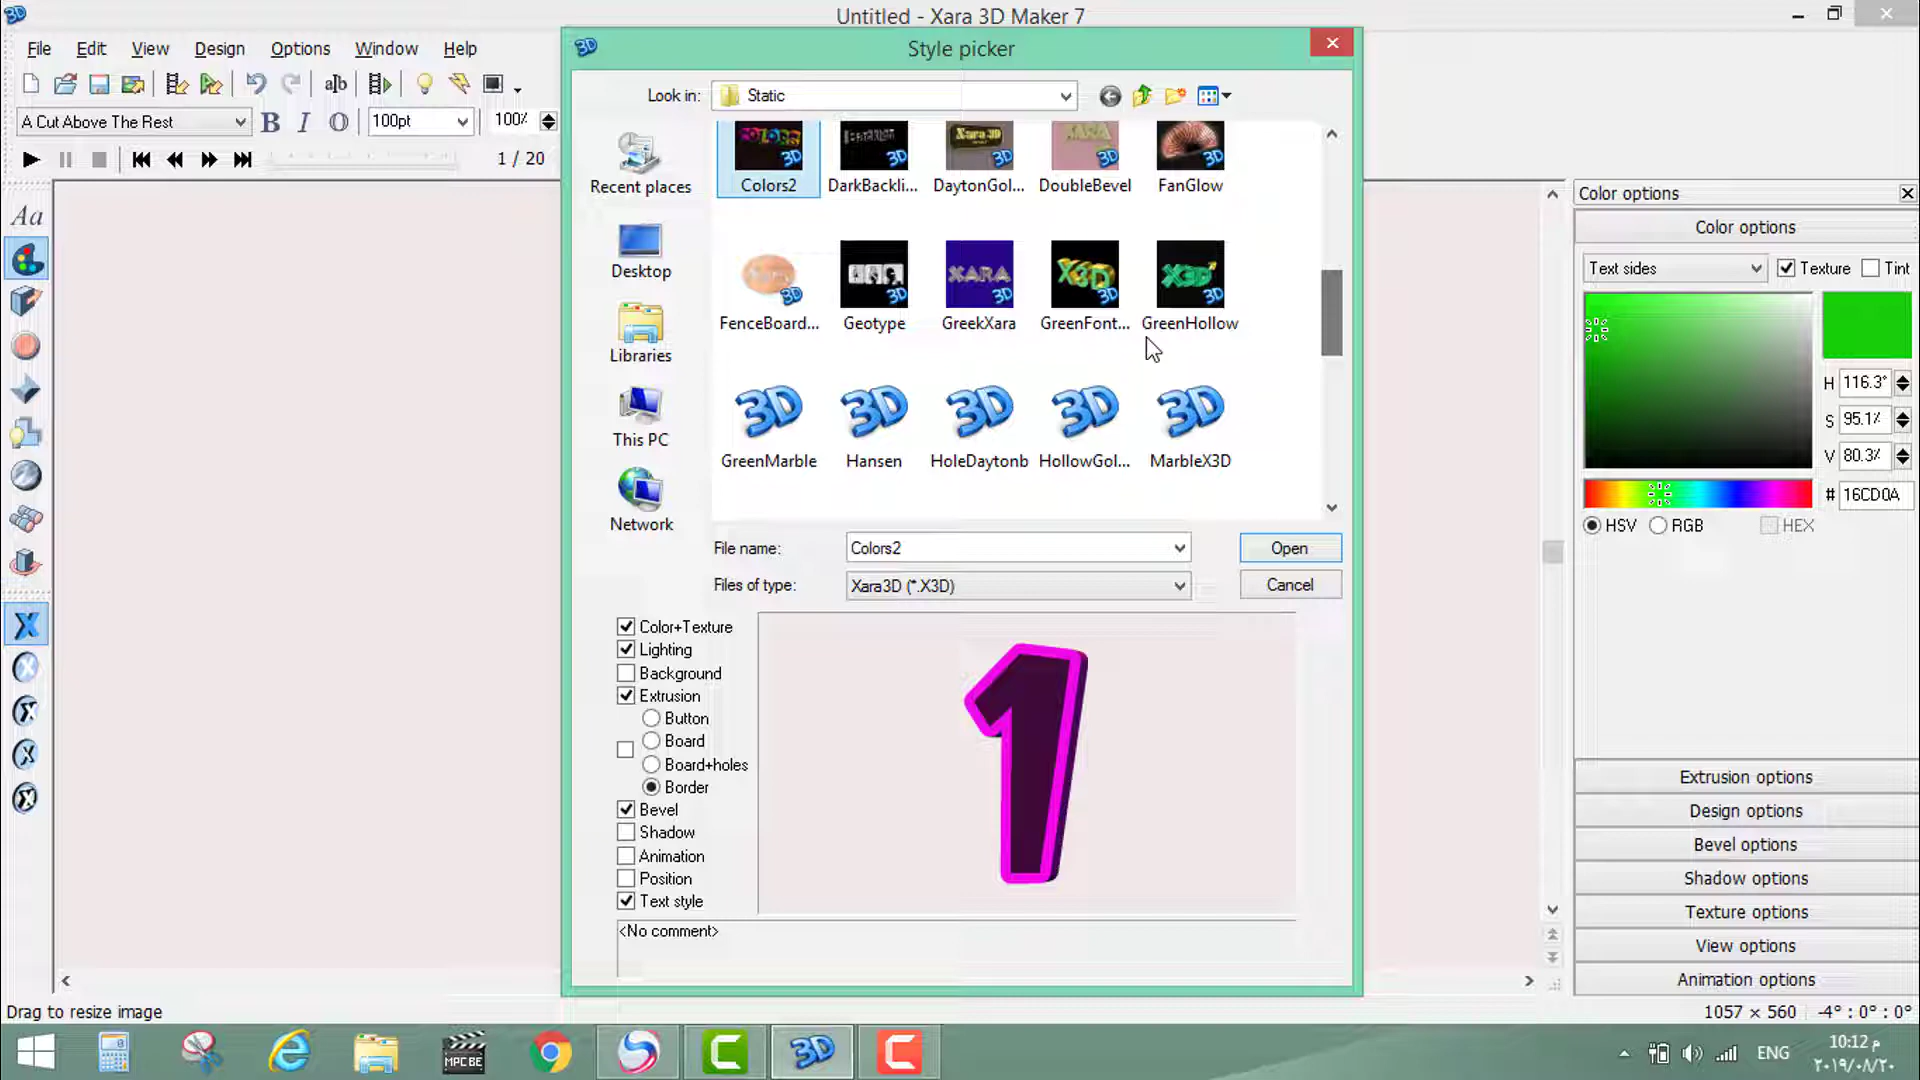 Untitled - Xara 3D Maker 7
File Edit View Design Options Window Help
A Cut Above The Rest
100pt
100%
1 / 20
Style picker
Look in: Static
Recent places
Desktop
Libraries
This PC
Network
Colors2 DarkBackli... DaytonGol... DoubleBevel FanGlow
FenceBoard... Geotype GreekXara GreenFont... GreenHollow
GreenMarble Hansen HoleDaytonb HollowGol... MarbleX3D
File name: Colors2 Open
Files of type: Xara3D (*.X3D) Cancel
Color+Texture
Lighting
Background
Extrusion
Button
Board
Board+holes
Border
Bevel
Shadow
Animation
Position
Text style
1
<No comment>
Color options
Color options
Text sides Texture Tint
H 116.3°
S 95.1%
V 80.3%
# 16CD0A
HSV RGB HEX
Extrusion options
Design options
Bevel options
Shadow options
Texture options
View options
Animation options
Drag to resize image
1057 × 560 -4° : 0° : 0°
MPC BE
ENG
10:12 م
٢٠١٩/٠٨/٢٠